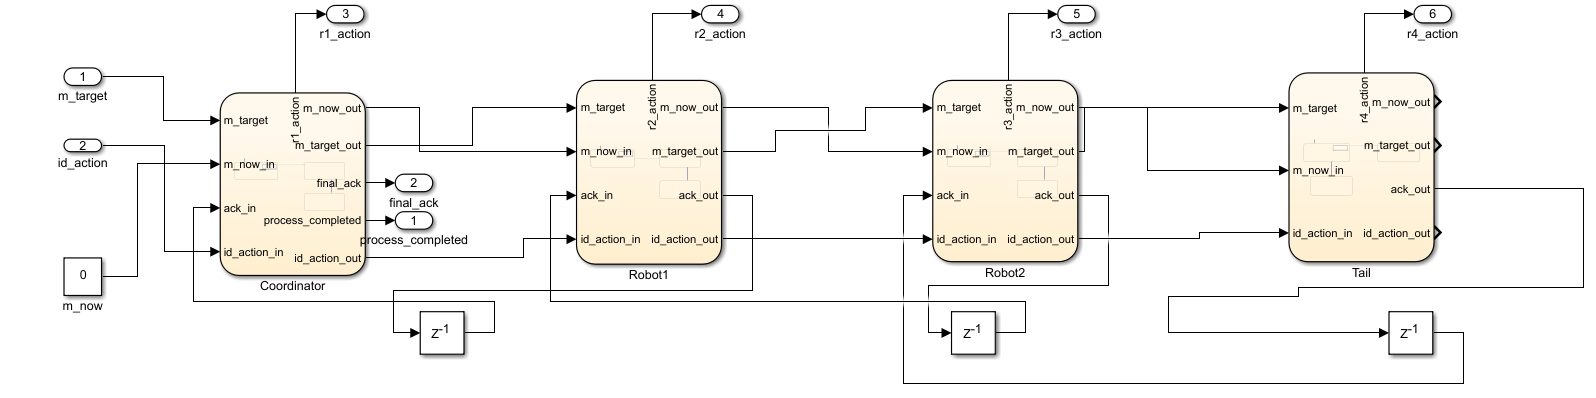 3
r1_action
4
r2_action
5
r3_action
6
r4_action
1
m_target
2
id_action
0
m_now
r1_action
m_target
m_now_in
ack_in
id_action_in
m_now_out
m_target_out
final_ack
process_completed
id_action_out
Coordinator
2
final_ack
1
process_completed
r2_action
m_target
m_now_in
ack_in
id_action_in
m_now_out
m_target_out
ack_out
id_action_out
Robot1
r3_action
m_target
m_now_in
ack_in
id_action_in
m_now_out
m_target_out
ack_out
id_action_out
Robot2
r4_action
m_target
m_now_in
id_action_in
m_now_out
m_target_out
ack_out
id_action_out
Tail
Z-1
Z-1
Z-1